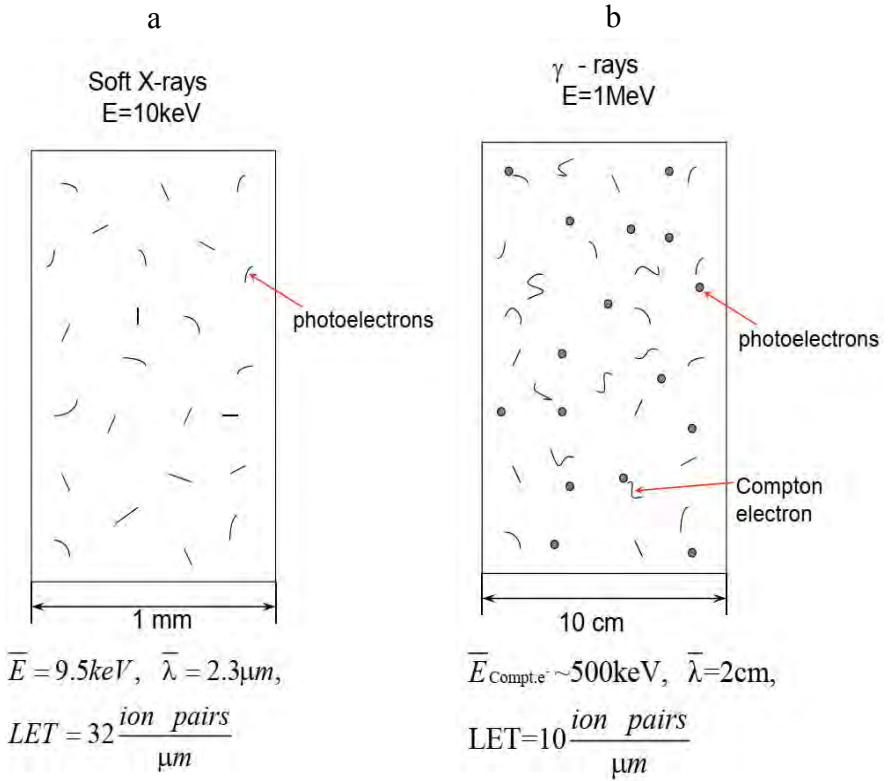 a
Soft X-rays
E=10keV
photoelectrons
1 mm
E̅ = 9.5keV, λ̅ = 2.3μm,
LET = 32 ion pairs / μm
b
γ - rays
E=1MeV
photoelectrons
Compton
electron
10 cm
E̅ Compt.e⁻ ~500keV, λ̅=2cm,
LET=10 ion pairs / μm